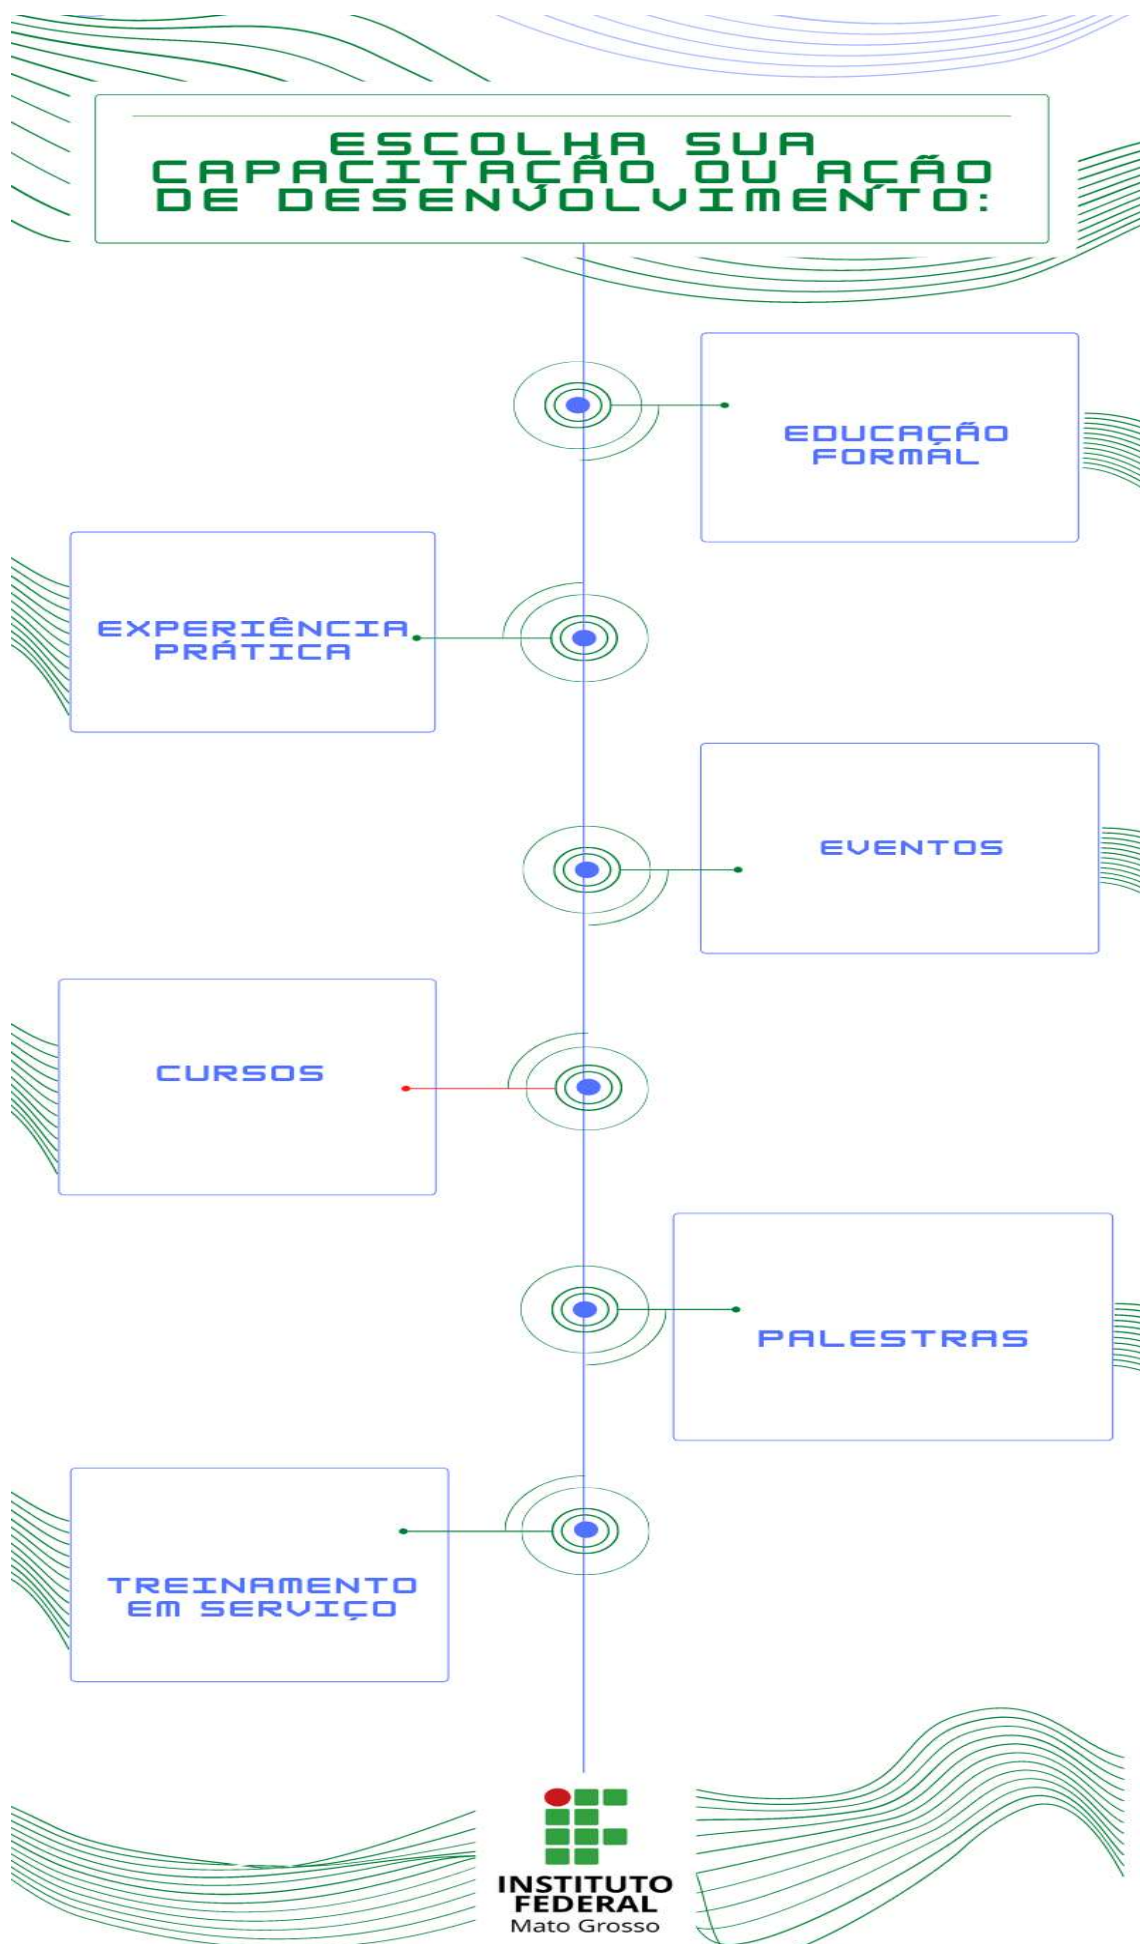 ESCOLHA SUA
CAPACITAÇÃO OU AÇÃO
DE DESENVOLVIMENTO:
EDUCAÇÃO
FORMAL
EXPERIÊNCIA
PRÁTICA
EVENTOS
CURSOS
PALESTRAS
TREINAMENTO
EM SERVIÇO
INSTITUTO
FEDERAL
Mato Grosso